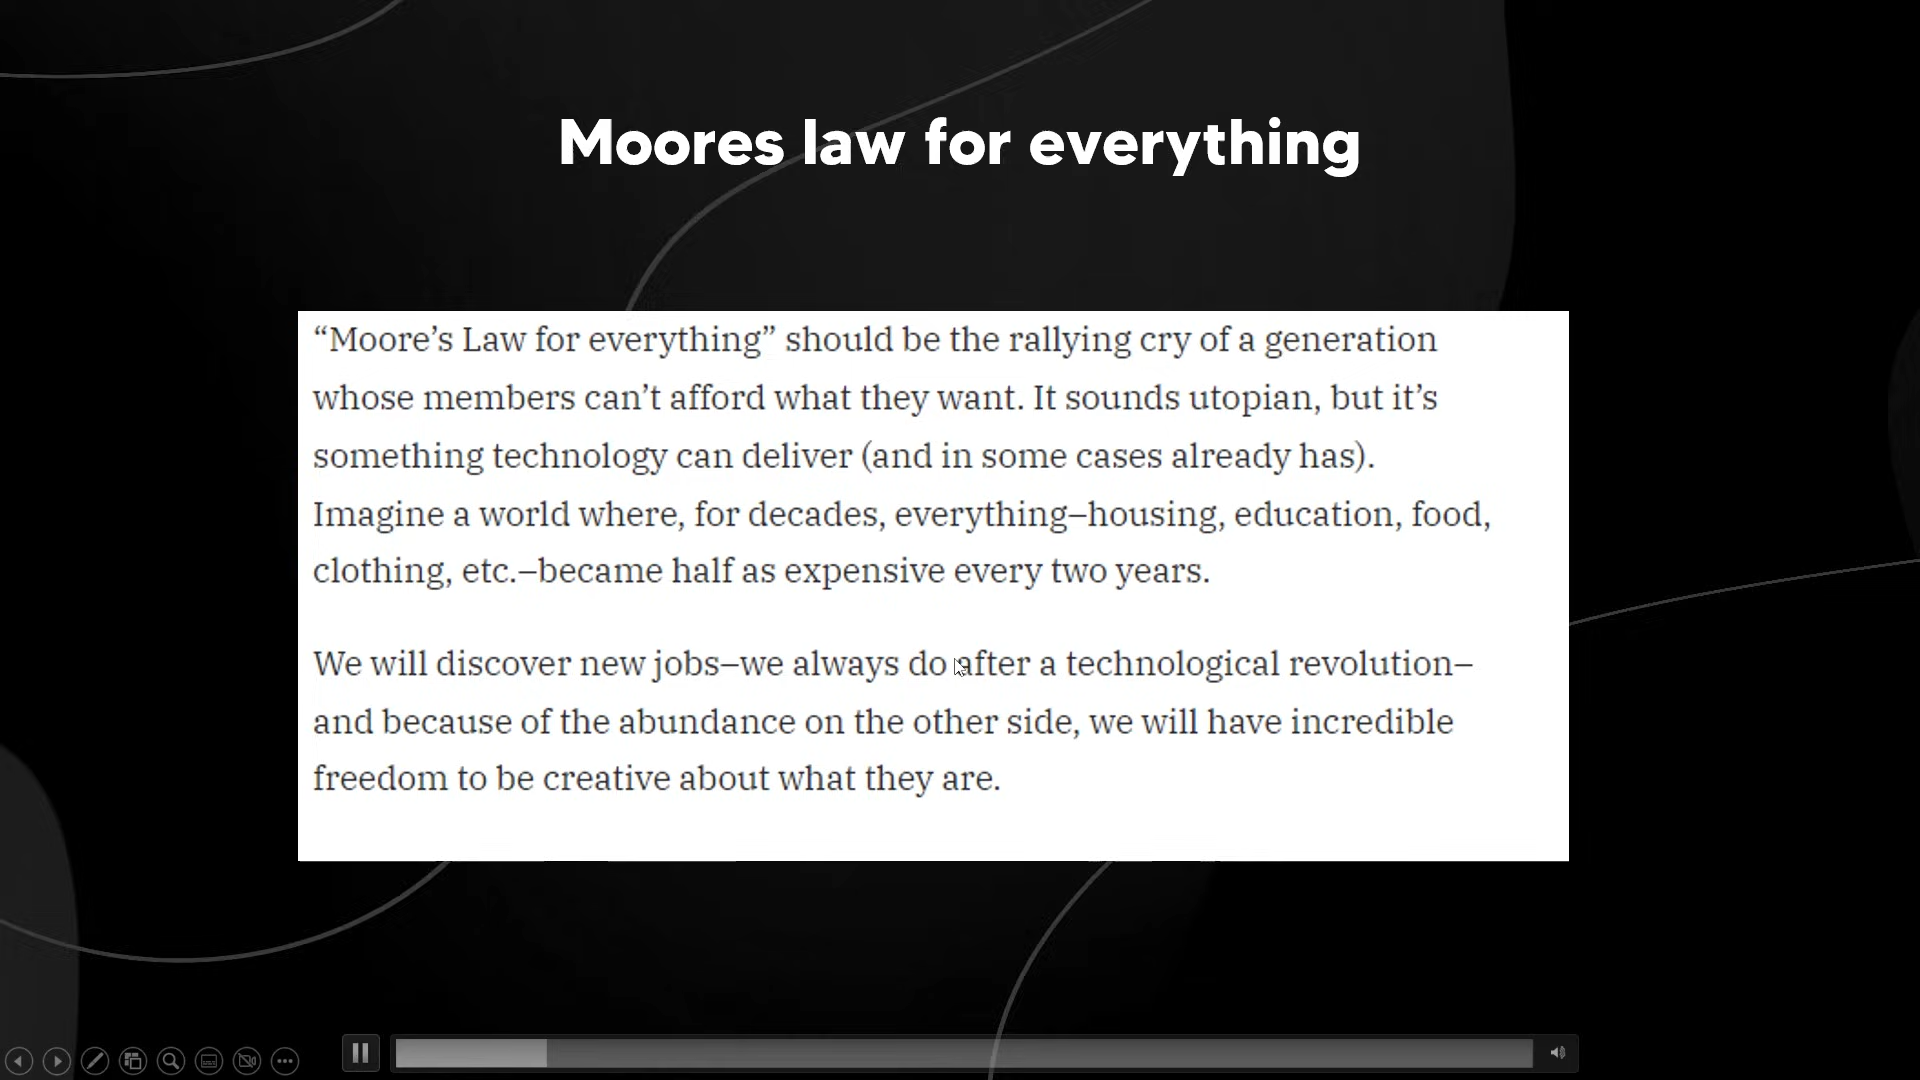 Moores law for everything
“Moore’s Law for everything” should be the rallying cry of a generation
whose members can’t afford what they want. It sounds utopian, but it’s
something technology can deliver (and in some cases already has).
Imagine a world where, for decades, everything–housing, education, food,
clothing, etc.–became half as expensive every two years.
We will discover new jobs–we always do after a technological revolution–
and because of the abundance on the other side, we will have incredible
freedom to be creative about what they are.